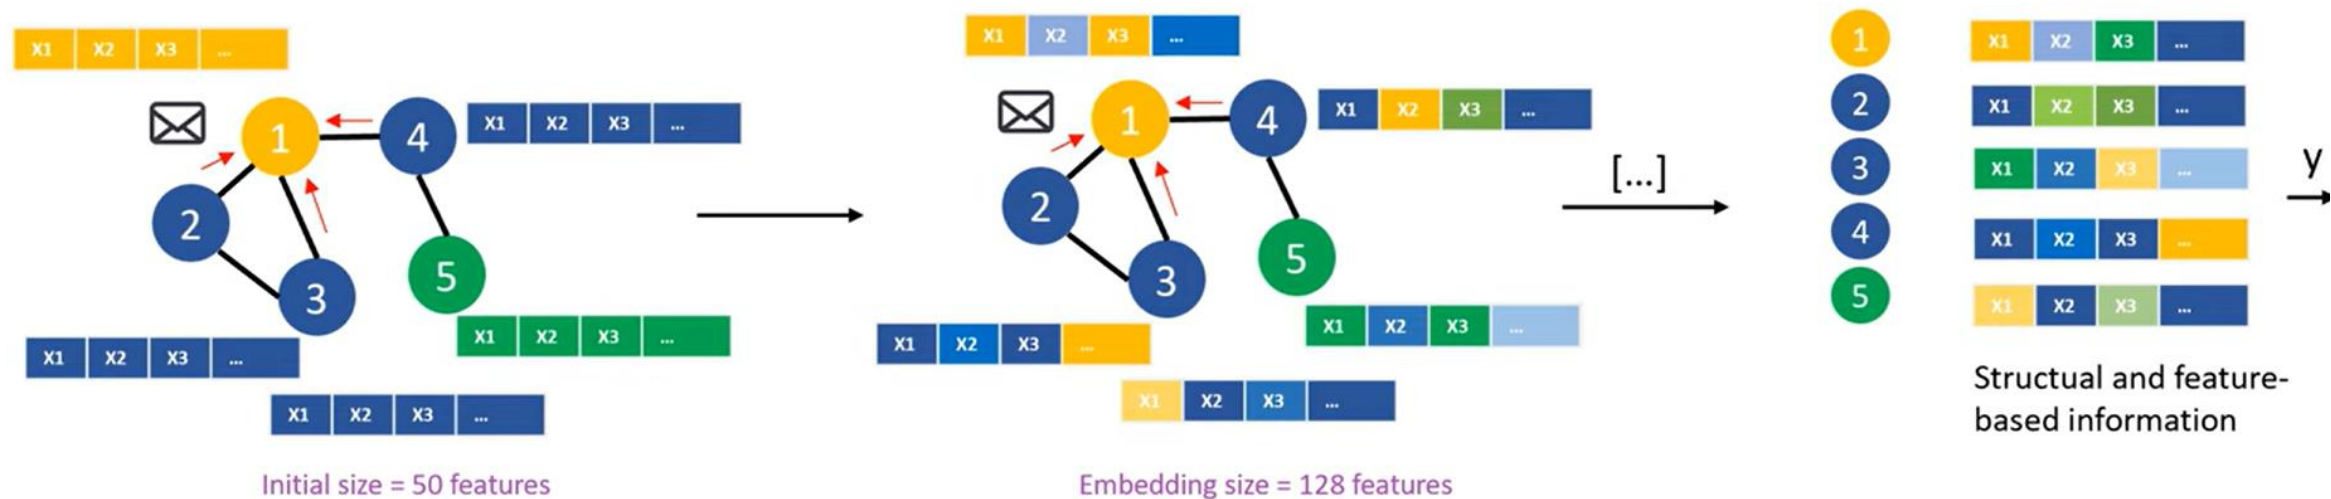 X1 X2 X3 ...
1
4
X1 X2 X3 ...
2
3
5
X1 X2 X3 ...
X1 X2 X3 ...
X1 X2 X3 ...
Initial size = 50 features
X1 X2 X3 ...
1
4
X1 X2 X3 ...
2
3
5
X1 X2 X3 ...
X1 X2 X3 ...
X1 X2 X3 ...
Embedding size = 128 features
[...]
1 X1 X2 X3 ...
2 X1 X2 X3 ...
3 X1 X2 X3 ...
4 X1 X2 X3 ...
5 X1 X2 X3 ...
Structual and feature-
based information
y